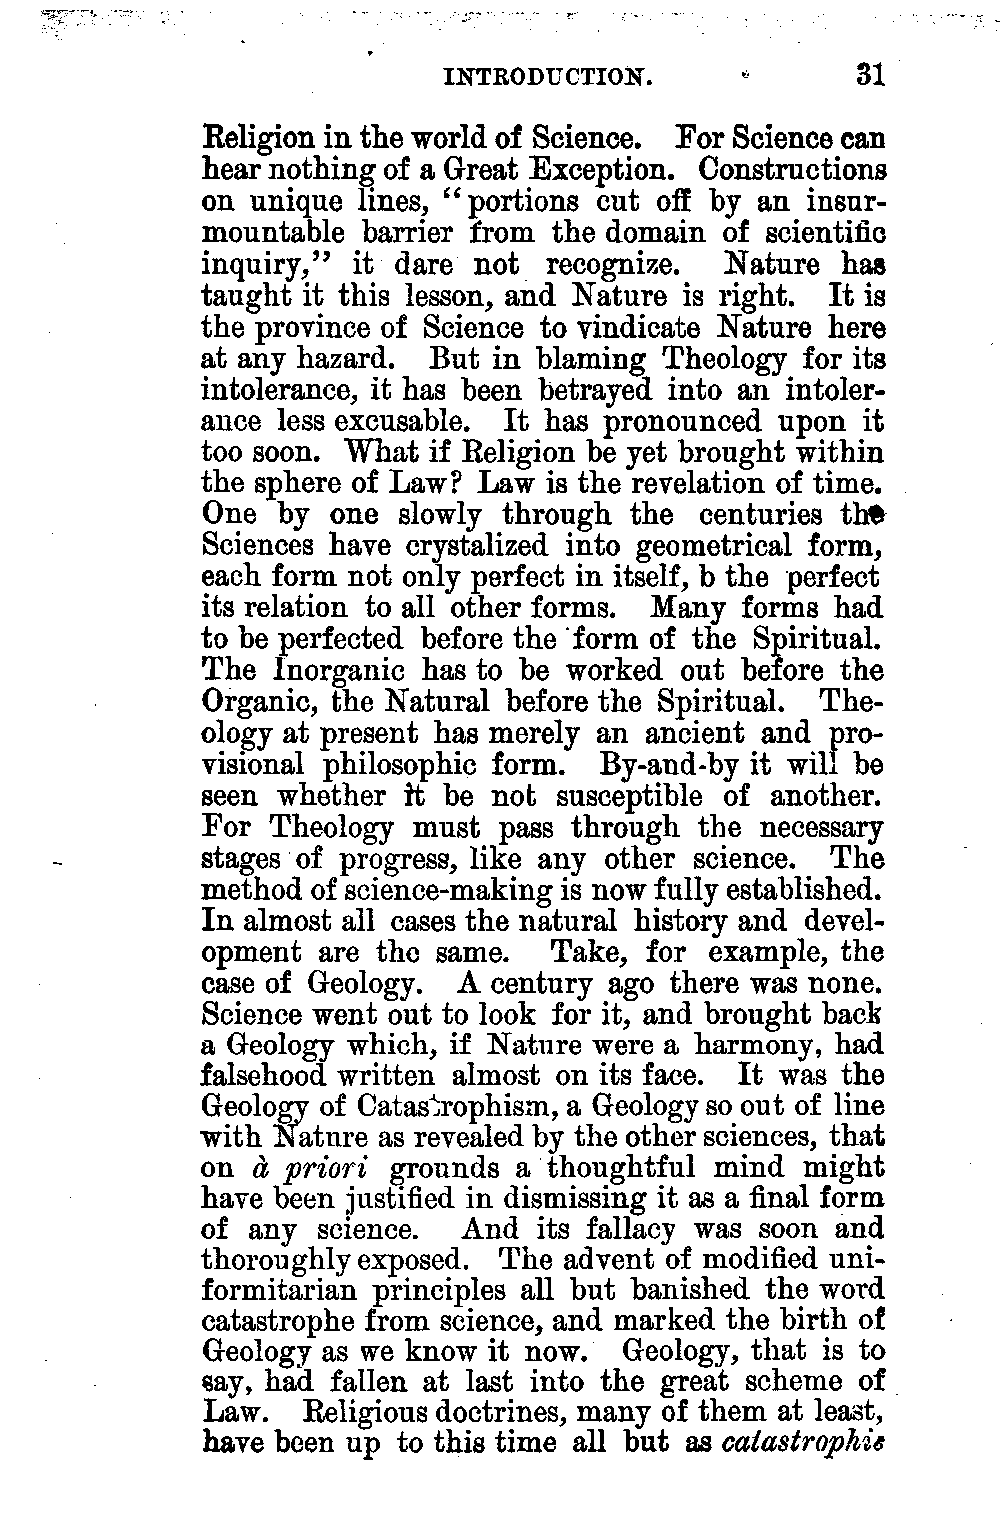 INTRODUCTION. 31
Religion in the world of Science. For Science can
hear nothing of a Great Exception. Constructions
on unique lines, “portions cut off by an insur-
mountable barrier from the domain of scientific
inquiry,” it dare not recognize. Nature has
taught it this lesson, and Nature is right. It is
the province of Science to vindicate Nature here
at any hazard. But in blaming Theology for its
intolerance, it has been betrayed into an intoler-
ance less excusable. It has pronounced upon it
too soon. What if Religion be yet brought within
the sphere of Law? Law is the revelation of time.
One by one slowly through the centuries the
Sciences have crystalized into geometrical form,
each form not only perfect in itself, b the perfect
its relation to all other forms. Many forms had
to be perfected before the form of the Spiritual.
The Inorganic has to be worked out before the
Organic, the Natural before the Spiritual. The-
ology at present has merely an ancient and pro-
visional philosophic form. By-and-by it will be
seen whether it be not susceptible of another.
For Theology must pass through the necessary
stages of progress, like any other science. The
method of science-making is now fully established.
In almost all cases the natural history and devel-
opment are the same. Take, for example, the
case of Geology. A century ago there was none.
Science went out to look for it, and brought back
a Geology which, if Nature were a harmony, had
falsehood written almost on its face. It was the
Geology of Catastrophism, a Geology so out of line
with Nature as revealed by the other sciences, that
on à priori grounds a thoughtful mind might
have been justified in dismissing it as a final form
of any science. And its fallacy was soon and
thoroughly exposed. The advent of modified uni-
formitarian principles all but banished the word
catastrophe from science, and marked the birth of
Geology as we know it now. Geology, that is to
say, had fallen at last into the great scheme of
Law. Religious doctrines, many of them at least,
have been up to this time all but as catastrophic